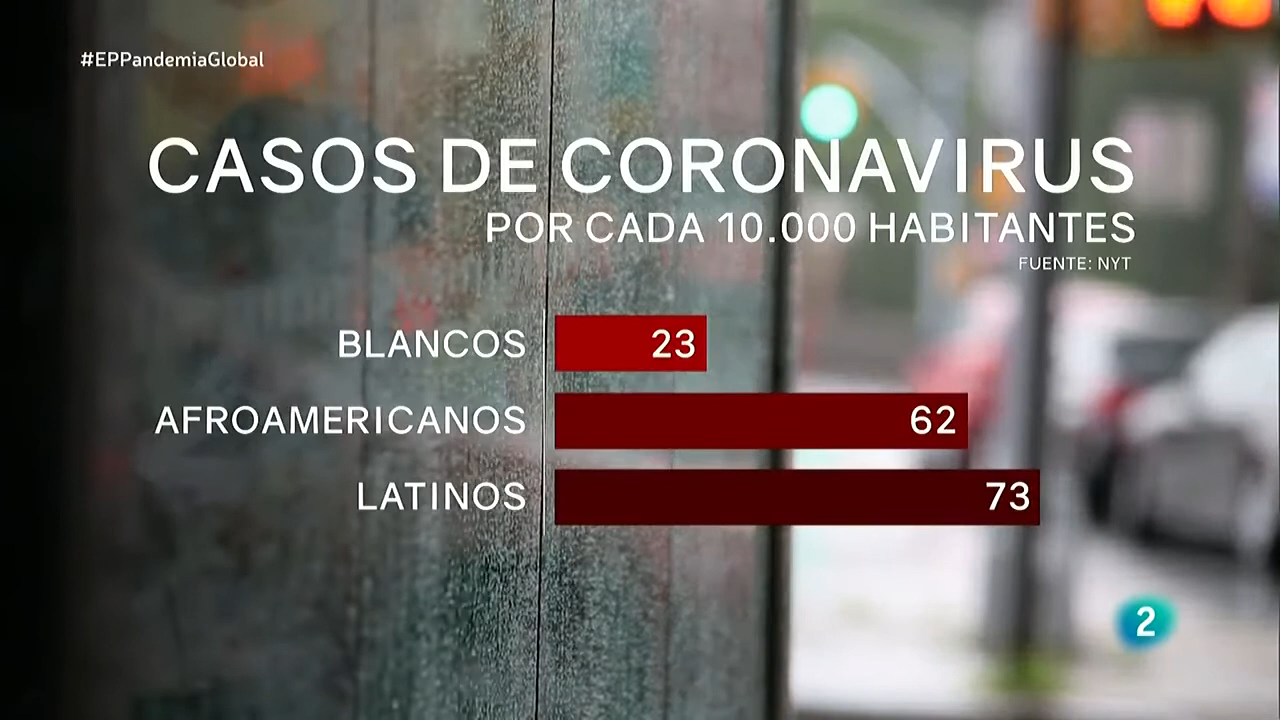 #EPPandemiaGlobal
CASOS DE CORONAVIRUS
POR CADA 10.000 HABITANTES
FUENTE: NYT
BLANCOS 23
AFROAMERICANOS 62
LATINOS 73
2